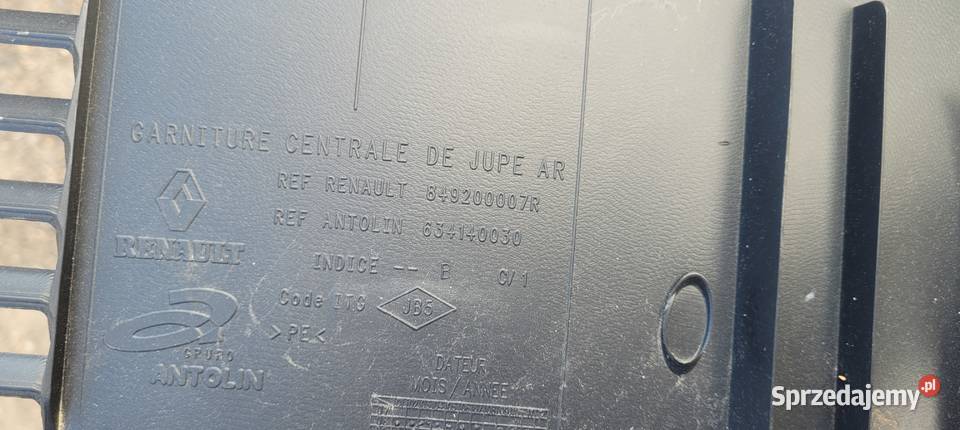 GARNITURE CENTRALE DE JUPE AR
REF RENAULT 849200007R
REF ANTOLIN 634140030
RENAULT
INDICE -- B C/1
Code ITG JB5
>PE<
GRUPO
ANTOLIN
DATEUR
MOIS/ANNEE
Sprzedajemy.pl